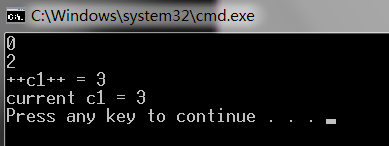 C:\Windows\system32\cmd.exe
0
2
++c1++ = 3
current c1 = 3
Press any key to continue . . .